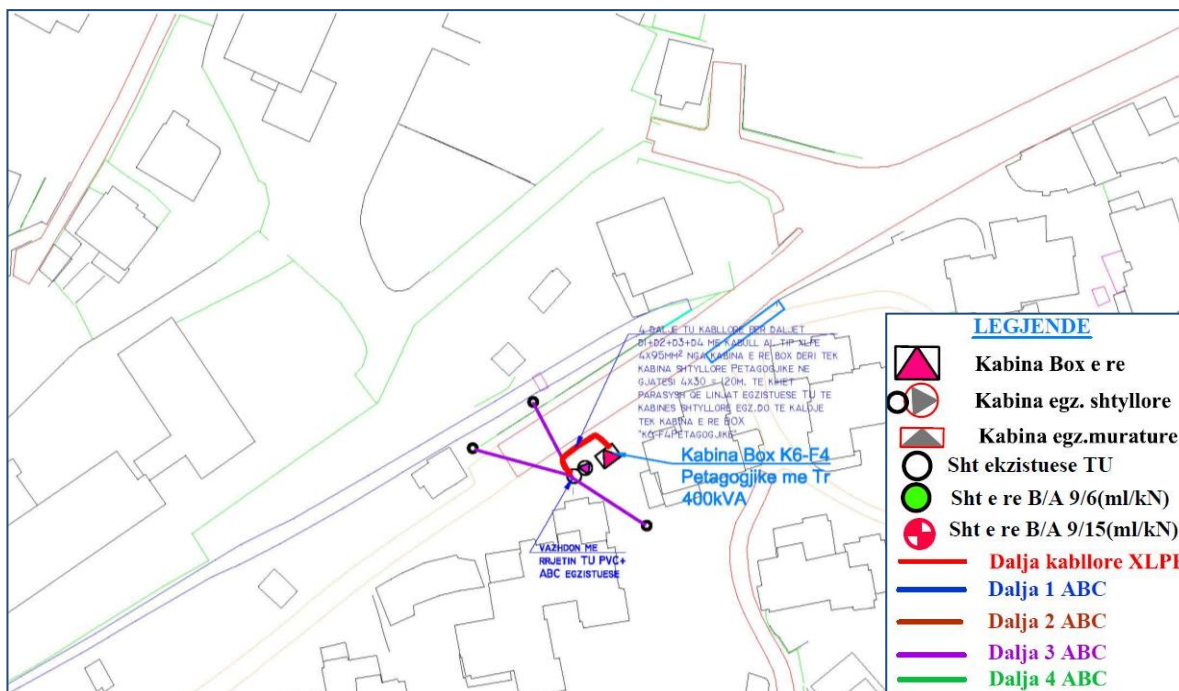 4 DALJE TU KABLLORE PER DALJET
D1+D2+D3+D4 ME KABULL AL TIP XLPE
4X95MM² NGA KABINA E RE BOX DERI TEK
KABINA SHTYLLORE PETAGOGJIKE NE
GJATESI 4X30 = 120M. TE KIHET
PARASYSH QE LINJAT EGZISTUESE TU TE
KABINES SHTYLLORE EGZ.DO TE KALOJE
TEK KABINA E RE BOX
"K6-F4PETAGOGJIKE"
Kabina Box K6-F4
Petagogjike me Tr
400kVA
VAZHDON ME
RRJETIN TU PVC+
ABC EGZISTUESE
LEGJENDE
Kabina Box e re
Kabina egz. shtyllore
Kabina egz.murature
Sht ekzistuese TU
Sht e re B/A 9/6(ml/kN)
Sht e re B/A 9/15(ml/kN)
Dalja kabllore XLPE
Dalja 1 ABC
Dalja 2 ABC
Dalja 3 ABC
Dalja 4 ABC